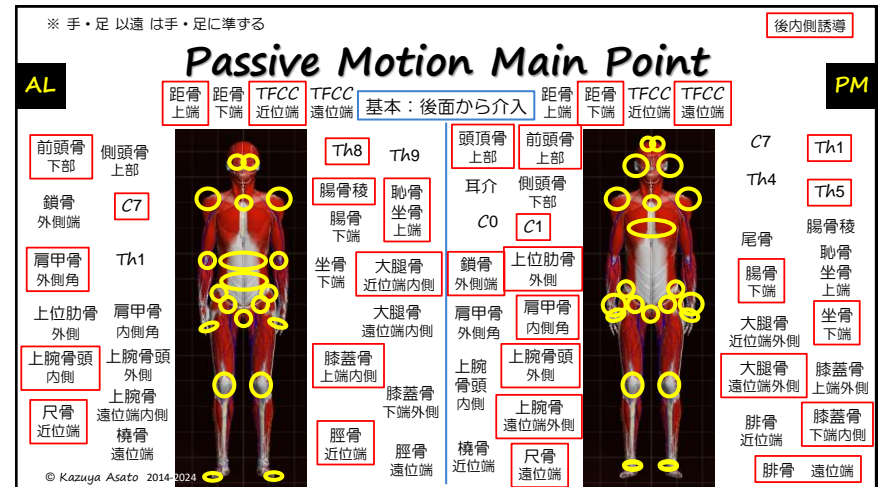 ※ 手・足 以遠 は手・足に準ずる
後内側誘導
Passive Motion Main Point
AL
PM
距骨
上端
距骨
下端
TFCC
近位端
TFCC
遠位端
基本：後面から介入
距骨
上端
距骨
下端
TFCC
近位端
TFCC
遠位端
前頭骨
下部
側頭骨
上部
鎖骨
外側端
C7
肩甲骨
外側角
Th1
上位肋骨
外側
肩甲骨
内側角
上腕骨頭
内側
上腕骨頭
外側
尺骨
近位端
上腕骨
遠位端内側
橈骨
遠位端
Th8
Th9
腸骨稜
腸骨
下端
恥骨
坐骨
上端
坐骨
下端
大腿骨
近位端内側
大腿骨
遠位端内側
膝蓋骨
上端内側
膝蓋骨
下端外側
脛骨
近位端
脛骨
遠位端
頭頂骨
上部
前頭骨
上部
耳介
側頭骨
下部
C0
C1
鎖骨
外側端
上位肋骨
外側
肩甲骨
外側角
肩甲骨
内側角
上腕
骨頭
内側
上腕骨頭
外側
上腕骨
遠位端外側
橈骨
近位端
尺骨
遠位端
C7
Th1
Th4
Th5
尾骨
腸骨稜
腸骨
下端
恥骨
坐骨
上端
大腿骨
近位端外側
坐骨
下端
大腿骨
遠位端外側
膝蓋骨
上端外側
腓骨
近位端
膝蓋骨
下端内側
腓骨 遠位端
© Kazuya Asato 2014-2024